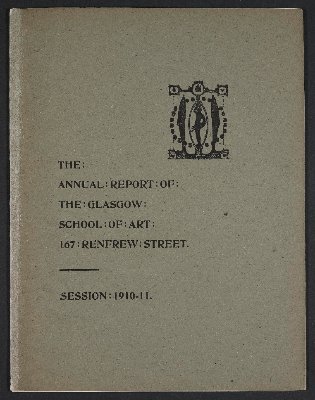 THE:
ANNUAL:REPORT:OF:
THE:GLASGOW:
SCHOOL:OF:ART:
167:RENFREW:STREET.
SESSION:1910-11.